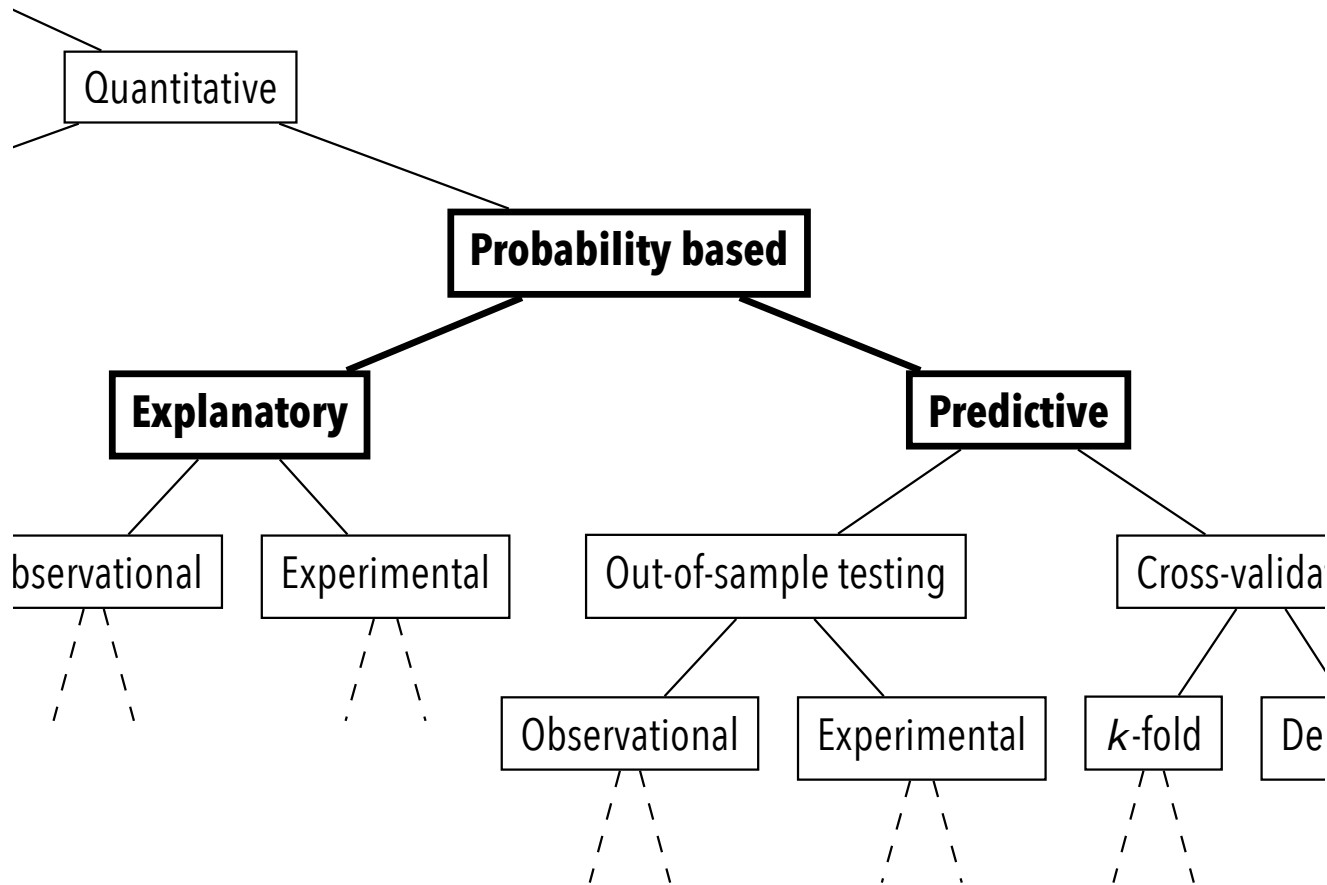 Quantitative
Probability based
Explanatory
Predictive
bservational
Experimental
Out-of-sample testing
Cross-valida
Observational
Experimental
k-fold
De